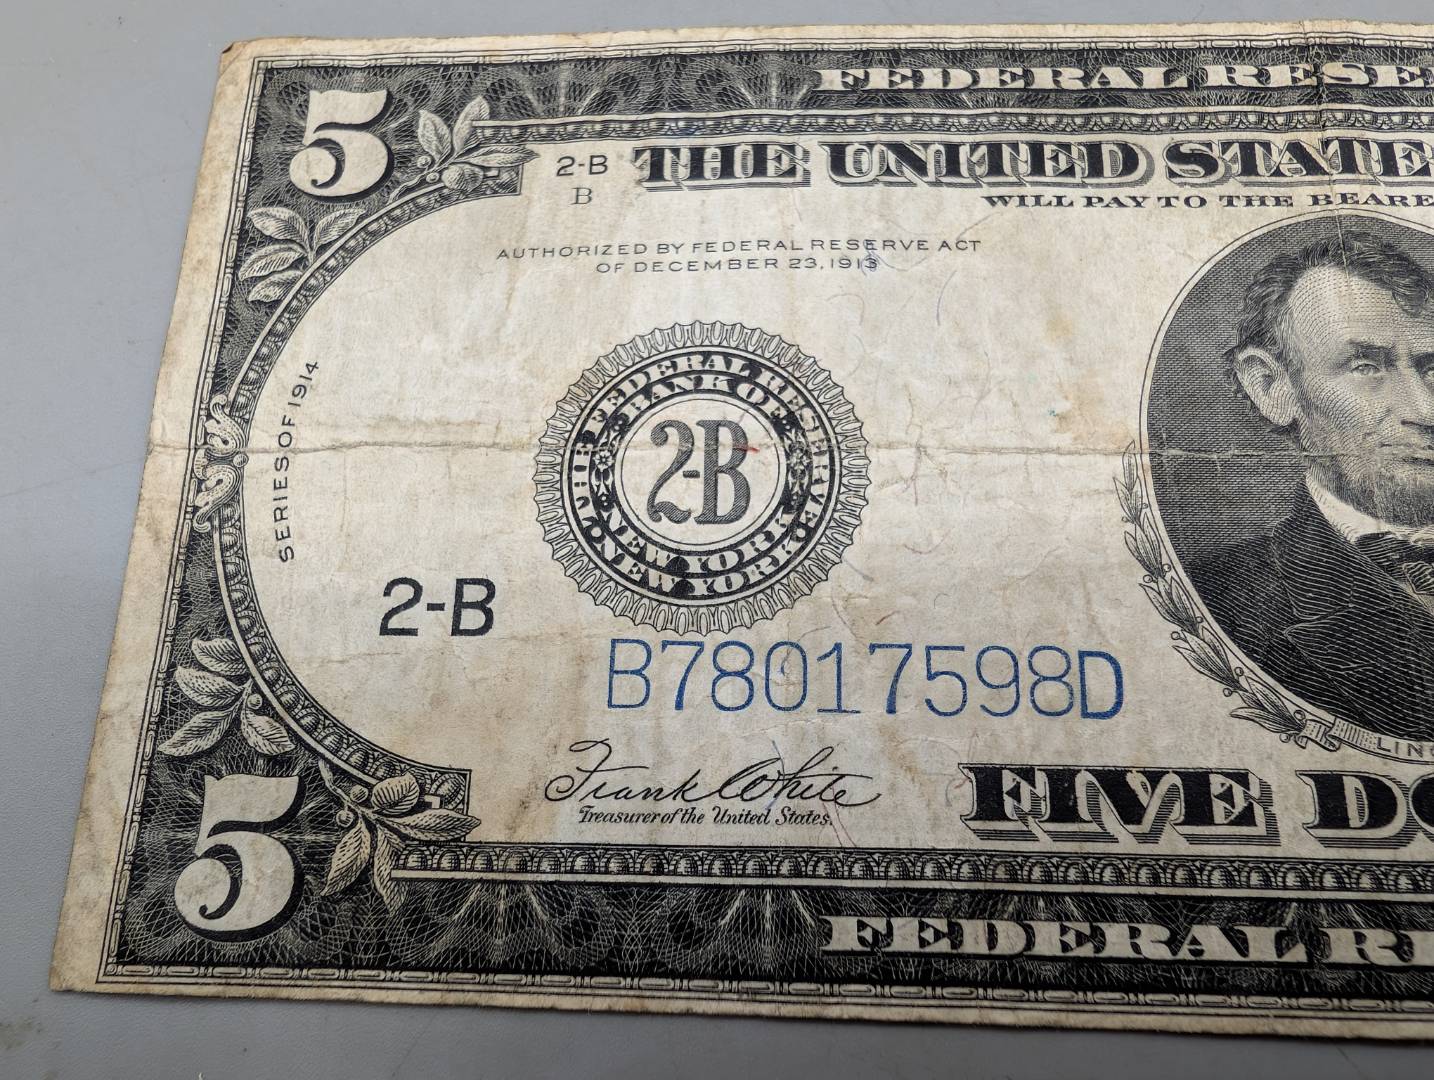 FEDERAL RESE
5
2-B
B
THE UNITED STATE
WILL PAY TO THE BEARE
AUTHORIZED BY FEDERAL RESERVE ACT
OF DECEMBER 23, 1913
SERIES OF 1914
THE FEDERAL RESERVE
BANK OF
2-B
NEW YORK
NEW YORK
2-B
B78017598D
LINC
Frank White
Treasurer of the United States.
FIVE DO
5
FEDERAL RE